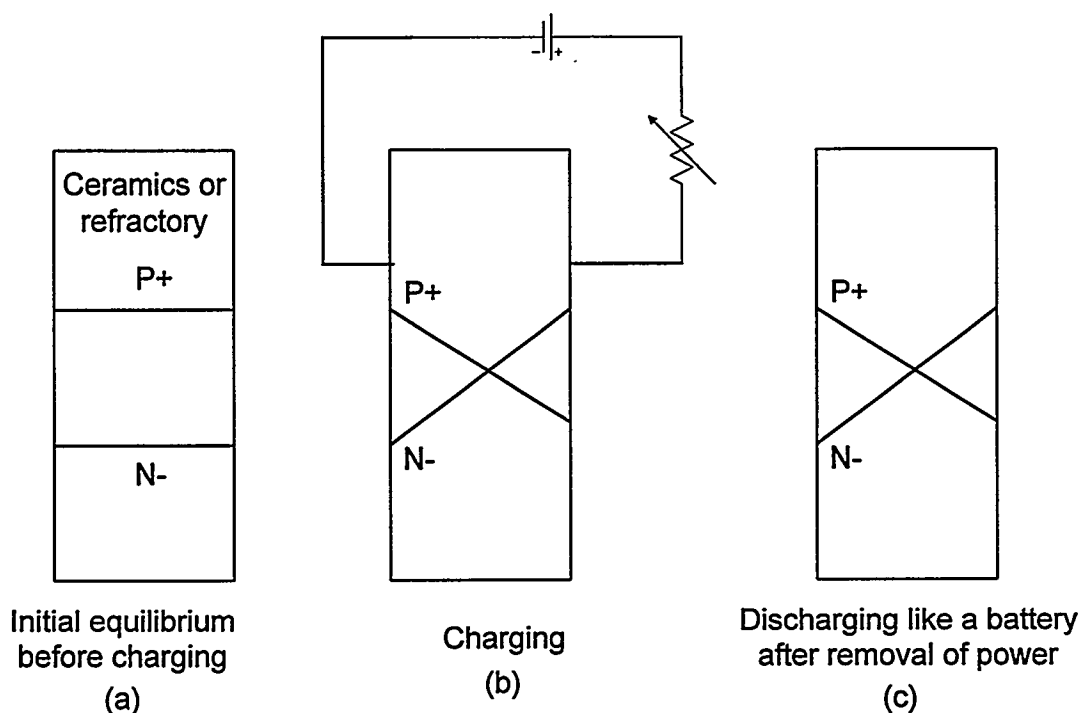 - +
Ceramics or
refractory
P+
N-
Initial equilibrium
before charging
(a)
P+
N-
Charging
(b)
P+
N-
Discharging like a battery
after removal of power
(c)